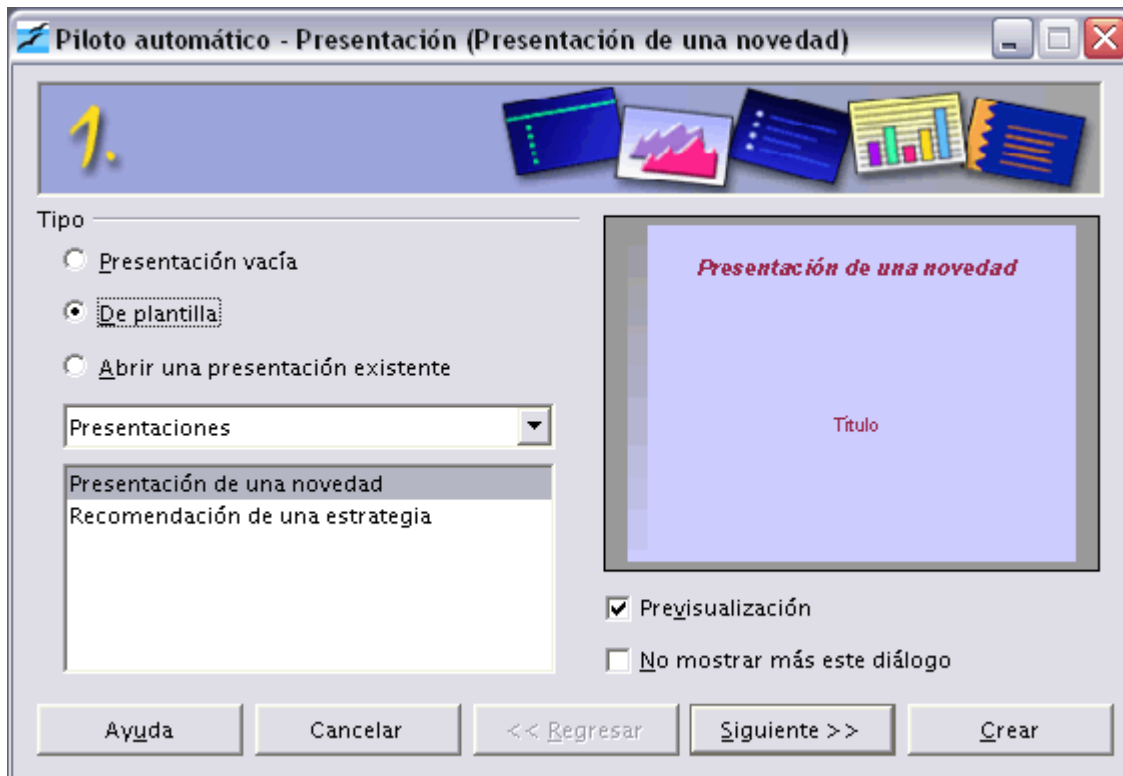 Piloto automático - Presentación (Presentación de una novedad)
1.
Tipo
Presentación vacía
De plantilla
Abrir una presentación existente
Presentaciones
Presentación de una novedad
Recomendación de una estrategia
Presentación de una novedad
Título
Previsualización
No mostrar más este diálogo
Ayuda
Cancelar
<< Regresar
Siguiente >>
Crear